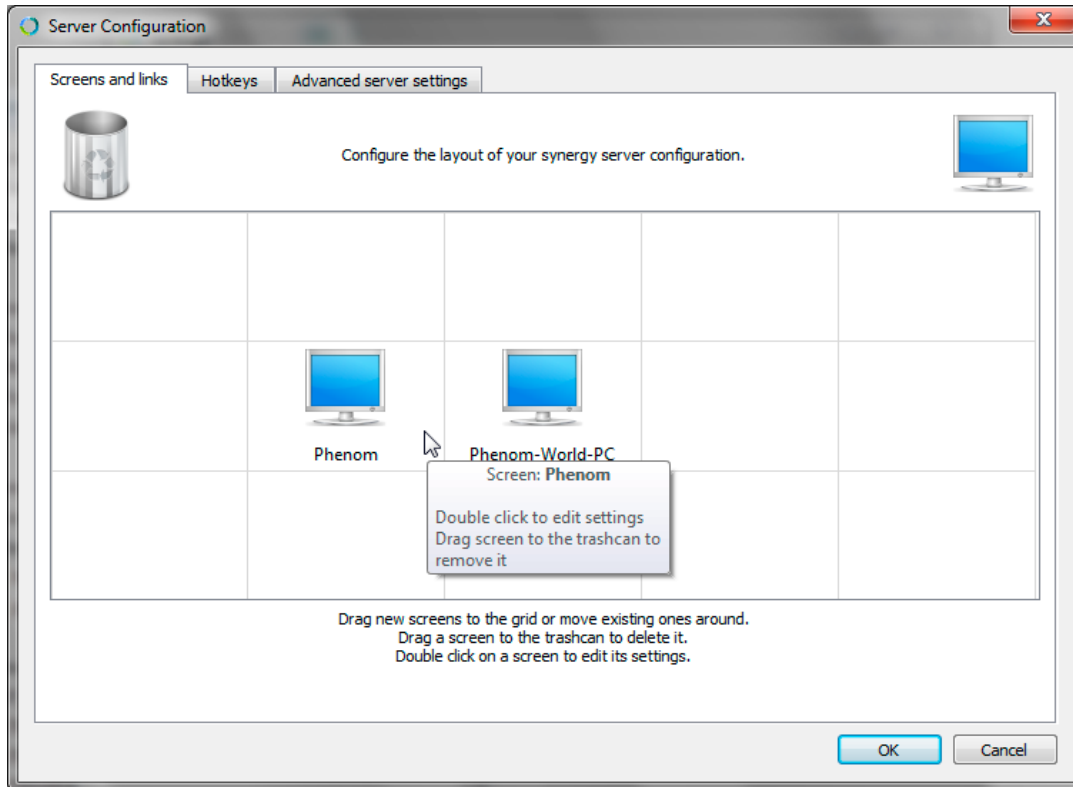 Server Configuration
Screens and links
Hotkeys
Advanced server settings
Configure the layout of your synergy server configuration.
Phenom
Phenom-World-PC
Screen: Phenom
Double click to edit settings
Drag screen to the trashcan to
remove it
Drag new screens to the grid or move existing ones around.
Drag a screen to the trashcan to delete it.
Double click on a screen to edit its settings.
OK
Cancel